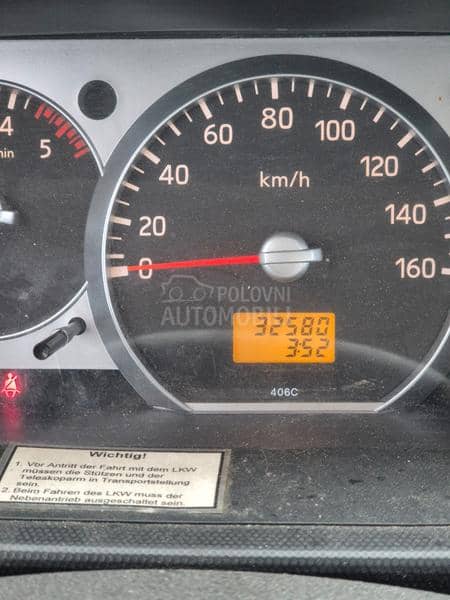 4
5
min
0
20
40
60
80
100
120
140
160
km/h
POLOVNI
AUTOMOBILI
32580
3:52
406C
Wichtig!
1. Vor Antritt der Fahrt mit dem LKW
müssen die Stützen und der
Teleskoparm in Transportstellung
sein.
2. Beim Fahren des LKW muss der
Nebenantrieb ausgeschaltet sein.